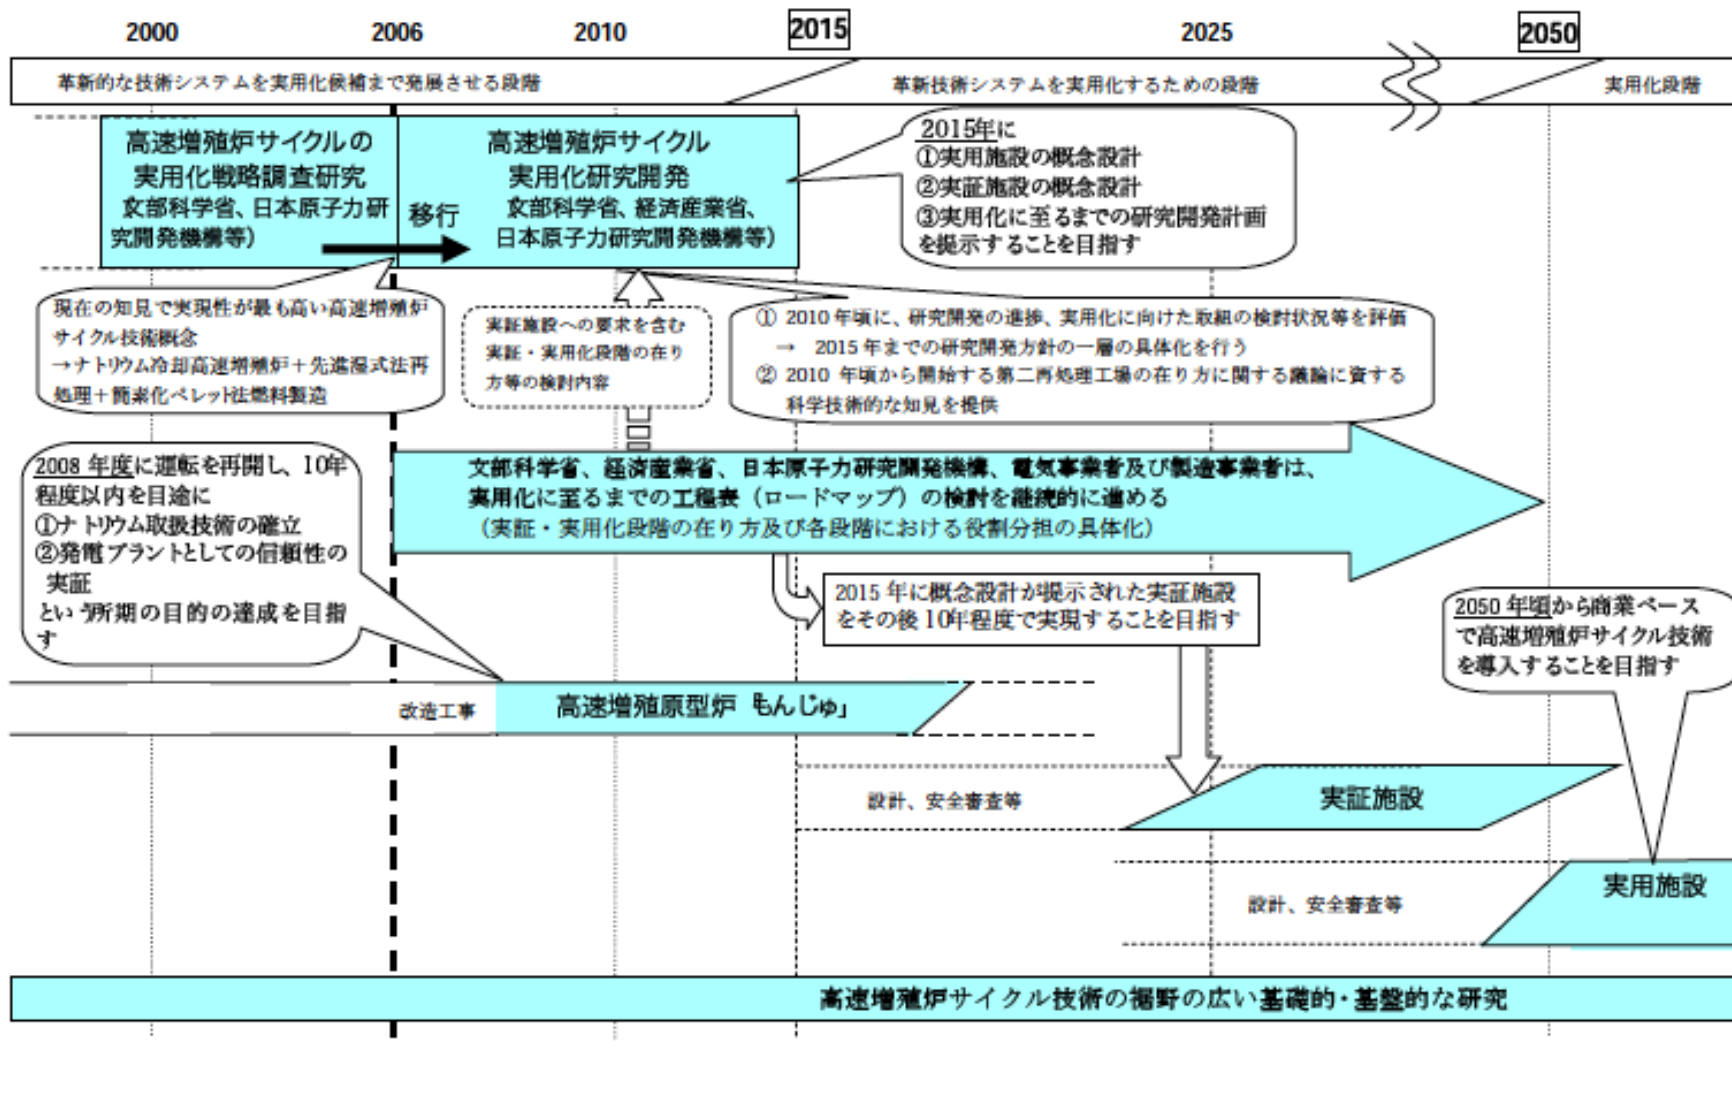 2000 2006 2010 2015 2025 2050
革新的な技術システムを実用化候補まで発展させる段階
革新技術システムを実用化するための段階
実用化段階
高速増殖炉サイクルの
実用化戦略調査研究
文部科学省、日本原子力研
究開発機構等)
移行
高速増殖炉サイクル
実用化研究開発
文部科学省、経済産業省、
日本原子力研究開発機構等)
2015年に
①実用施設の概念設計
②実証施設の概念設計
③実用化に至るまでの研究開発計画
を提示することを目指す
現在の知見で実現性が最も高い高速増殖炉
サイクル技術概念
→ナトリウム冷却高速増殖炉+先進湿式法再
処理+簡素化ペレット法燃料製造
実証施設への要求を含む
実証・実用化段階の在り
方等の検討内容
① 2010年頃に、研究開発の進捗、実用化に向けた取組の検討状況等を評価
→ 2015年までの研究開発方針の一層の具体化を行う
② 2010 年頃から開始する第二再処理工場の在り方に関する議論に資する
科学技術的な知見を提供
2008 年度に運転を再開し、10年
程度以内を目途に
①ナトリウム取扱技術の確立
②発電プラントとしての信頼性の
実証
という所期の目的の達成を目指
す
文部科学省、経済産業省、日本原子力研究開発機構、電気事業者及び製造事業者は、
実用化に至るまでの工程表(ロードマップ)の検討を継続的に進める
(実証・実用化段階の在り方及び各段階における役割分担の具体化)
2015年に概念設計が提示された実証施設
をその後10年程度で実現することを目指す
2050 年頃から商業ベース
で高速増殖炉サイクル技術
を導入することを目指す
改造工事
高速増殖原型炉「もんじゅ」
設計、安全審査等
実証施設
設計、安全審査等
実用施設
高速増殖炉サイクル技術の裾野の広い基礎的・基盤的な研究